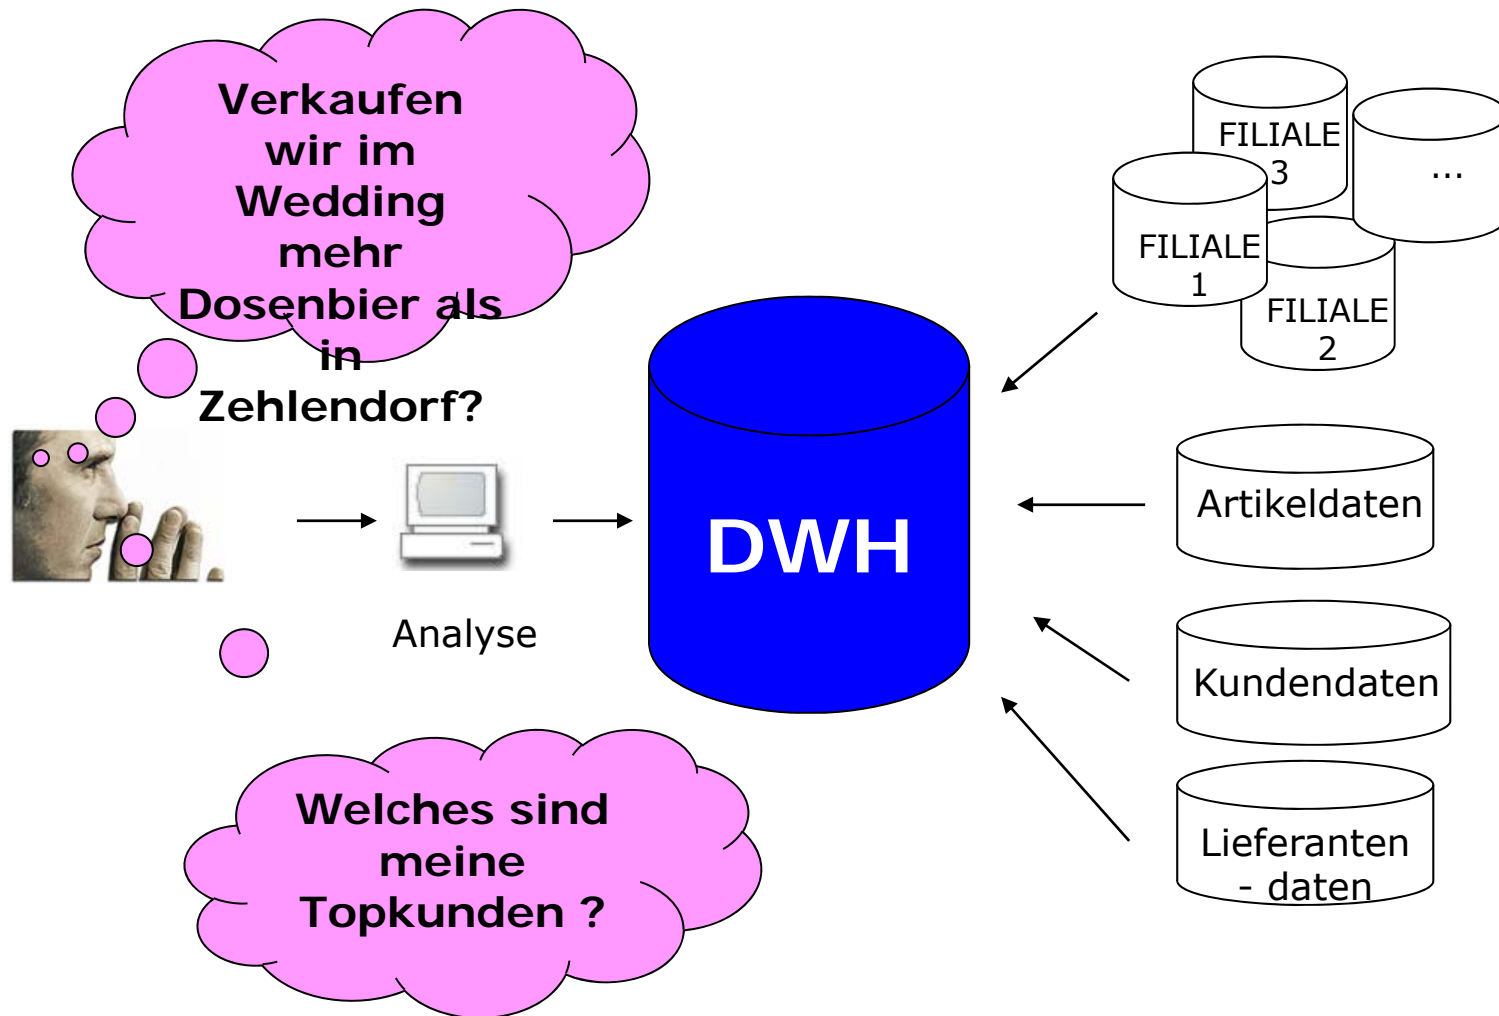 Verkaufen
wir im
Wedding
mehr
Dosenbier als
in
Zehlendorf?
FILIALE
3
...
FILIALE
1
FILIALE
2
DWH
Artikeldaten
Analyse
Kundendaten
Welches sind
meine
Topkunden ?
Lieferanten
- daten